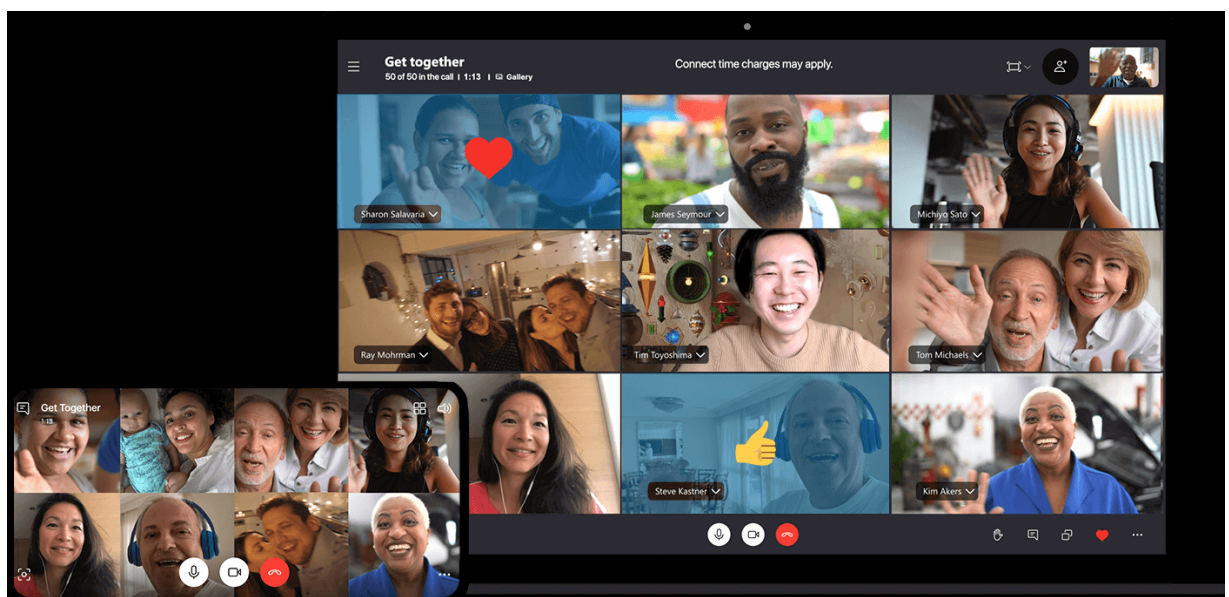 Get together
50 of 50 in the call | 1:13 | Gallery
Connect time charges may apply.
Sharon Salavaria
James Seymour
Michiyo Sato
Ray Mohrman
Tim Toyoshima
Tom Michaels
Steve Kastner
Kim Akers
Get Together
1:13